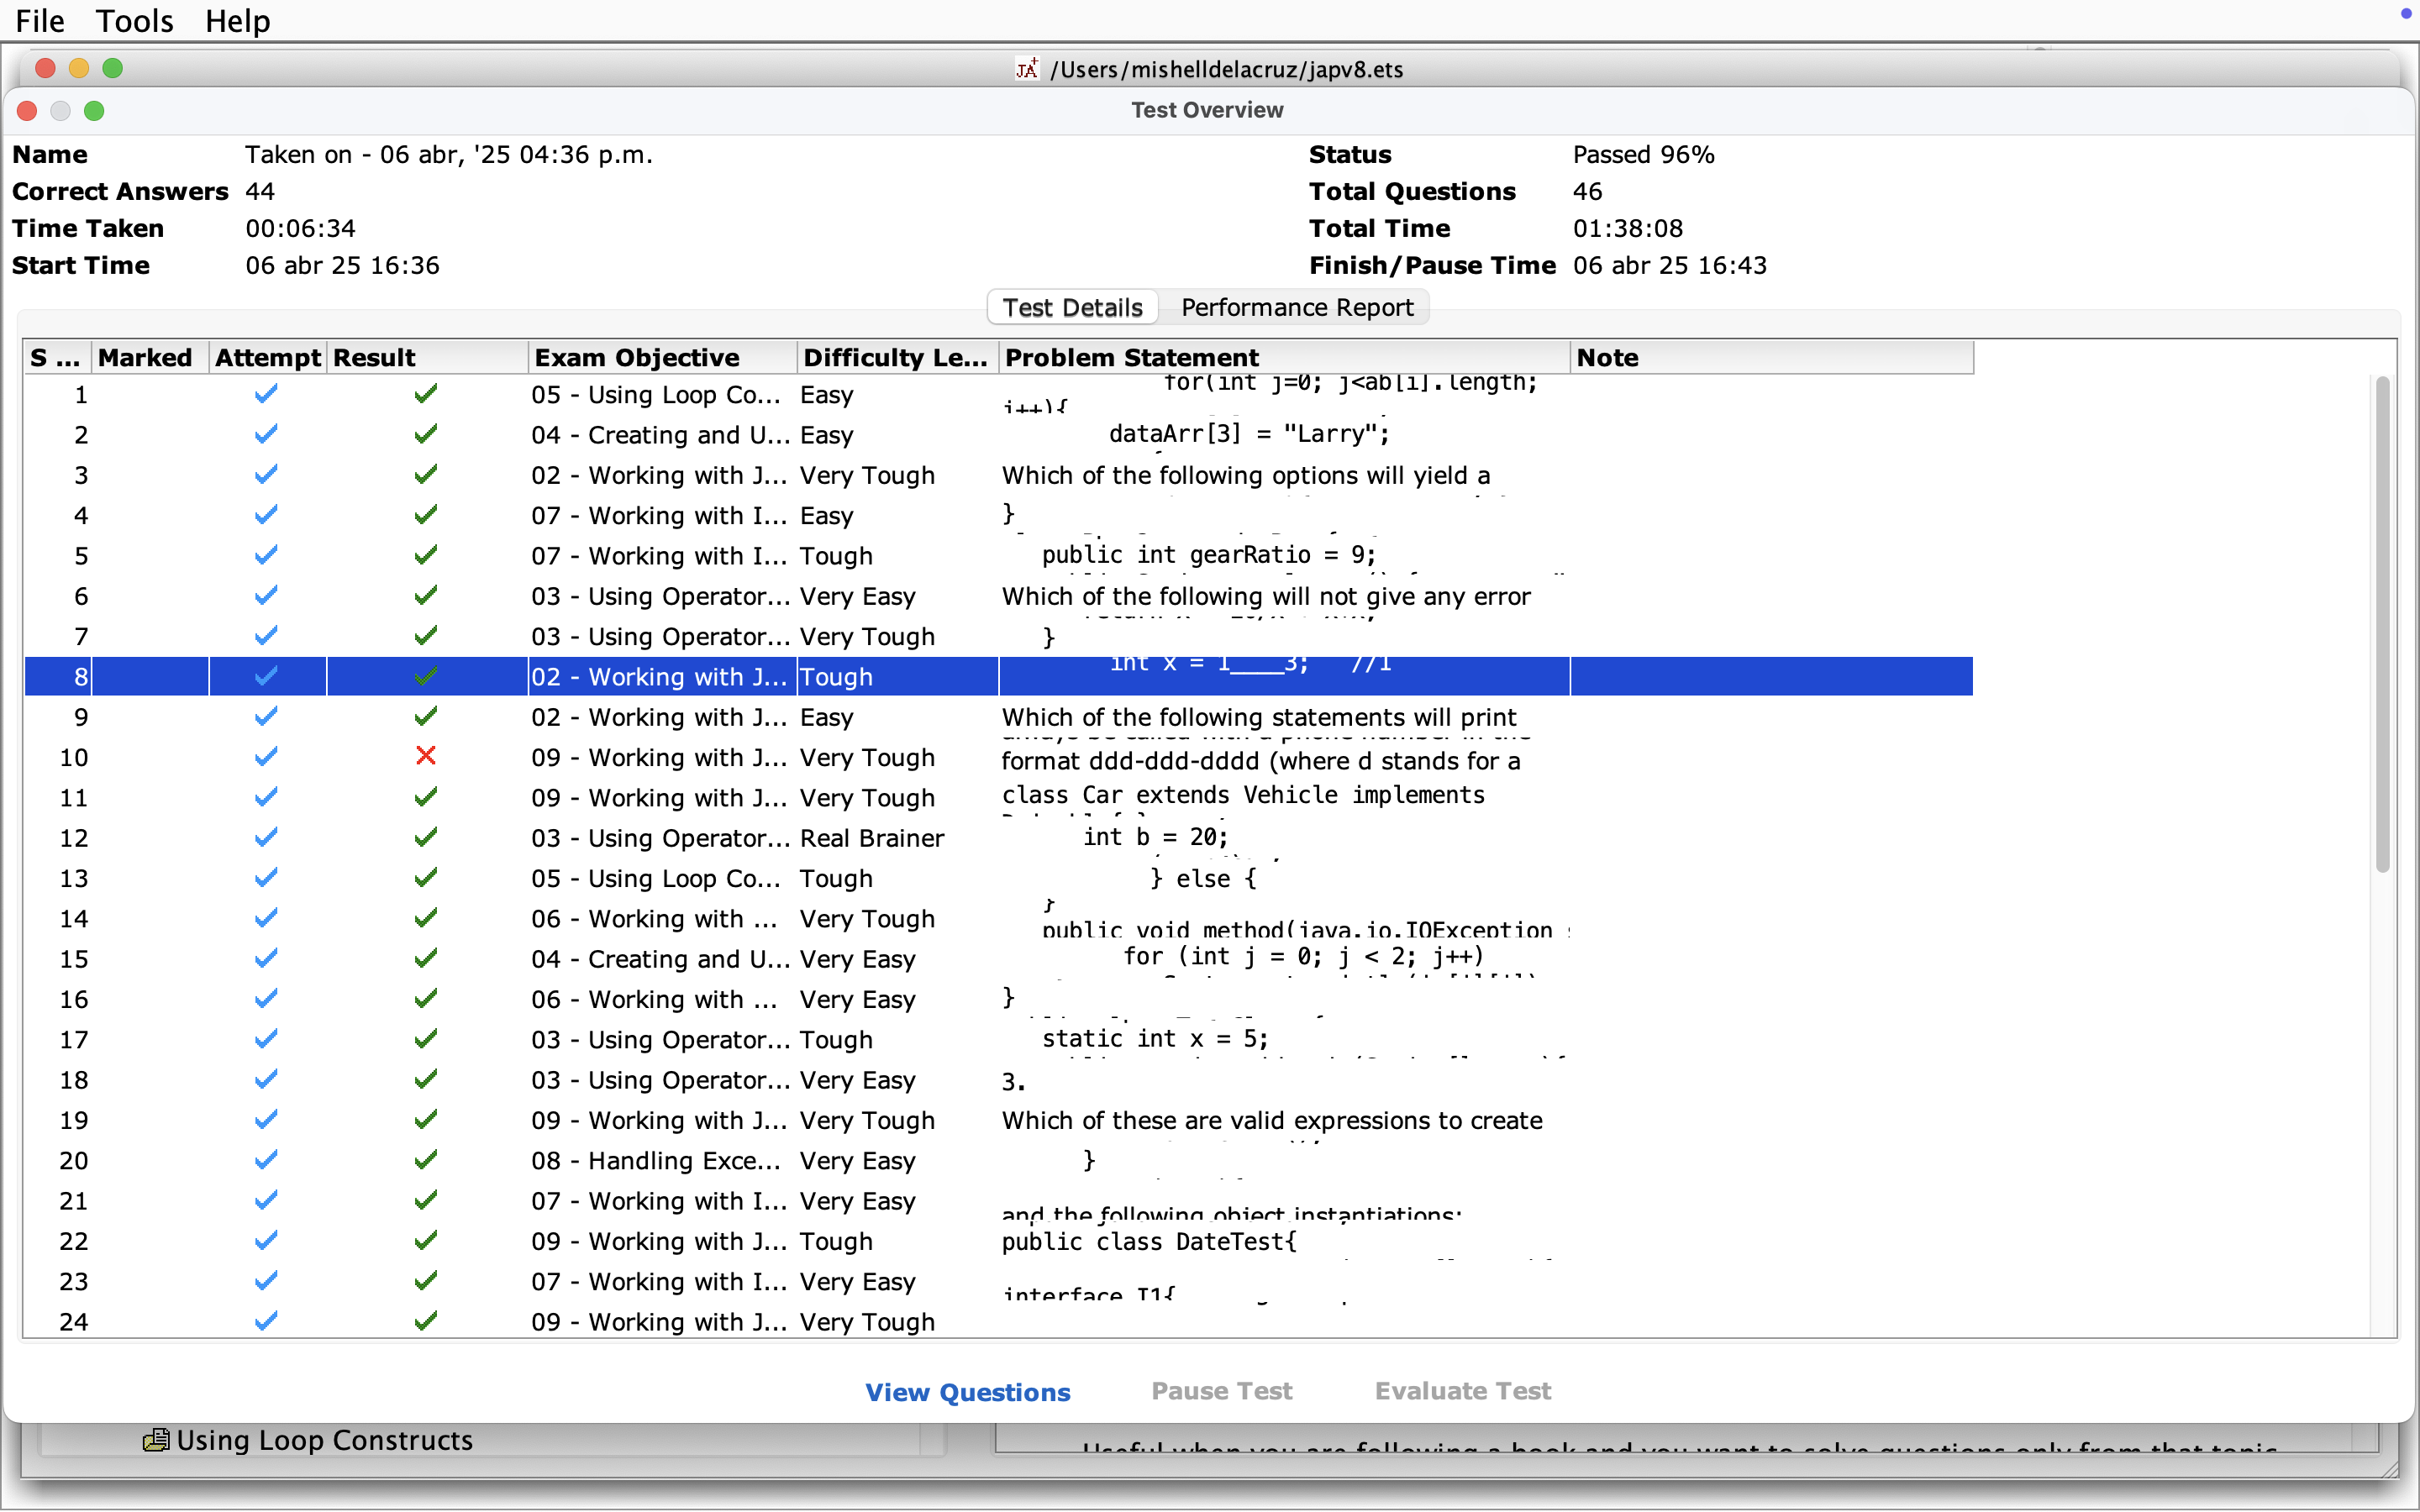 File Tools Help
/Users/mishelldelacruz/japv8.ets
Test Overview
Name Taken on - 06 abr, '25 04:36 p.m. Status Passed 96%
Correct Answers 44 Total Questions 46
Time Taken 00:06:34 Total Time 01:38:08
Start Time 06 abr 25 16:36 Finish/Pause Time 06 abr 25 16:43
Test Details Performance Report
S ... Marked Attempt Result Exam Objective Difficulty Le... Problem Statement Note
1 05 - Using Loop Co... Easy for(int j=0; j<ab[i].length;
j++){
2 04 - Creating and U... Easy dataArr[3] = "Larry";
3 02 - Working with J... Very Tough Which of the following options will yield a
4 07 - Working with I... Easy }
5 07 - Working with I... Tough public int gearRatio = 9;
6 03 - Using Operator... Very Easy Which of the following will not give any error
7 03 - Using Operator... Very Tough }
8 02 - Working with J... Tough int x = 1____3; //1
9 02 - Working with J... Easy Which of the following statements will print
10 09 - Working with J... Very Tough format ddd-ddd-dddd (where d stands for a
11 09 - Working with J... Very Tough class Car extends Vehicle implements
12 03 - Using Operator... Real Brainer int b = 20;
13 05 - Using Loop Co... Tough } else {
14 06 - Working with ... Very Tough }
public void method(java.io.IOException
15 04 - Creating and U... Very Easy for (int j = 0; j < 2; j++)
16 06 - Working with ... Very Easy }
17 03 - Using Operator... Tough static int x = 5;
18 03 - Using Operator... Very Easy 3.
19 09 - Working with J... Very Tough Which of these are valid expressions to create
20 08 - Handling Exce... Very Easy }
21 07 - Working with I... Very Easy and the following object instantiations:
22 09 - Working with J... Tough public class DateTest{
23 07 - Working with I... Very Easy interface I1{
24 09 - Working with J... Very Tough
View Questions Pause Test Evaluate Test
Using Loop Constructs Useful when you are following a book and you want to solve questions only from that topic